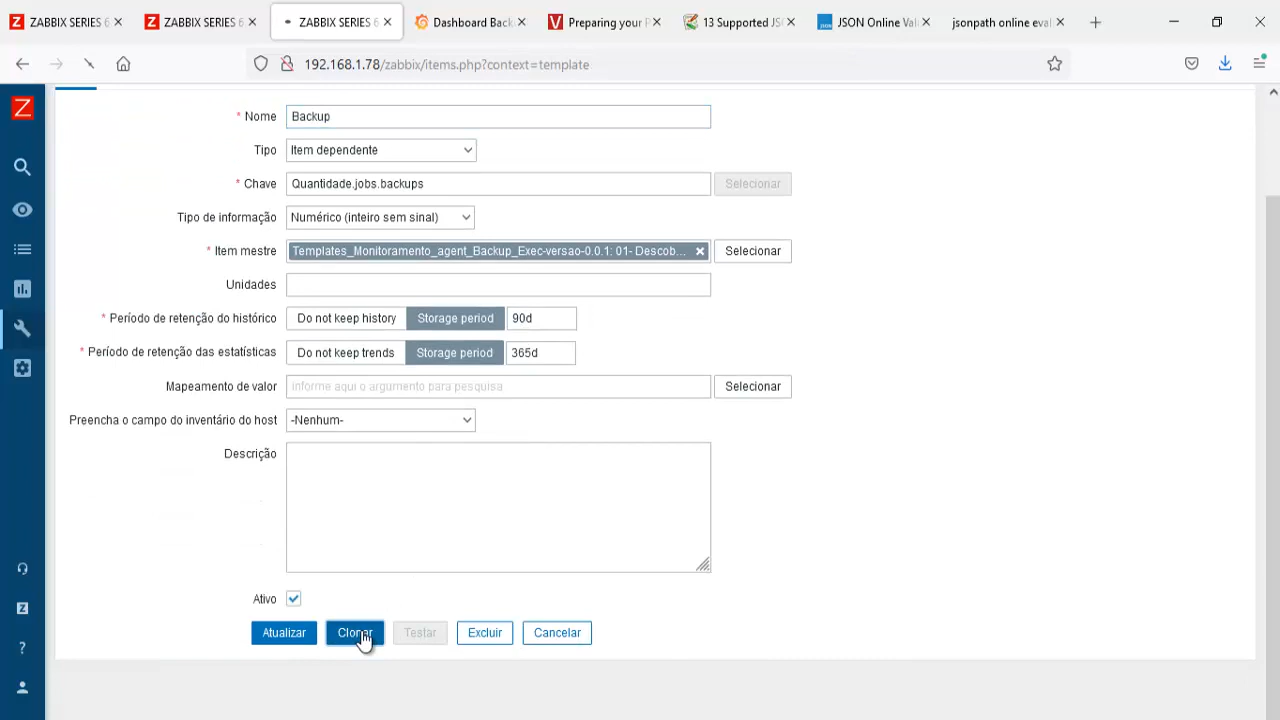 ZABBIX SERIES 6
ZABBIX SERIES 6
ZABBIX SERIES 6
Dashboard Back
Preparing your P
13 Supported JS
JSON Online Vali
jsonpath online eval
192.168.1.78/zabbix/items.php?context=template
* Nome
Backup
Tipo
Item dependente
* Chave
Quantidade.jobs.backups
Selecionar
Tipo de informação
Numérico (inteiro sem sinal)
* Item mestre
Templates_Monitoramento_agent_Backup_Exec-versao-0.0.1: 01- Descob...
Selecionar
Unidades
* Período de retenção do histórico
Do not keep history
Storage period
90d
* Período de retenção das estatísticas
Do not keep trends
Storage period
365d
Mapeamento de valor
informe aqui o argumento para pesquisa
Selecionar
Preencha o campo do inventário do host
-Nenhum-
Descrição
Ativo
Atualizar
Clonar
Testar
Excluir
Cancelar